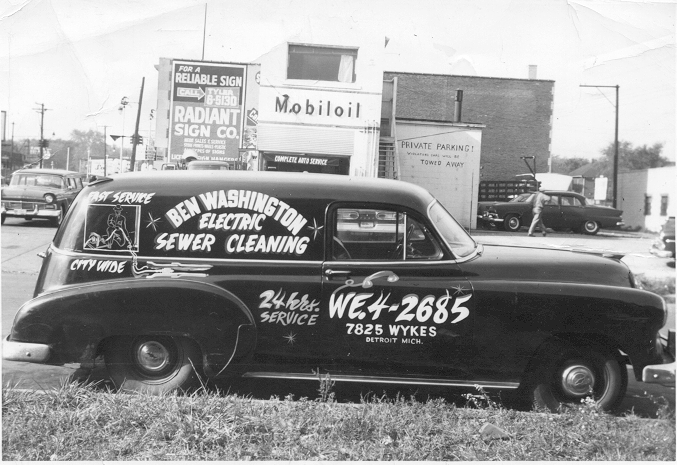 FOR A
RELIABLE SIGN
CALL
TYLER
6-5130
RADIANT
SIGN CO.
Mobiloil
COMPLETE AUTO SERVICE
PRIVATE PARKING!
TOWED AWAY
FAST SERVICE
BEN WASHINGTON
ELECTRIC
SEWER CLEANING
CITY WIDE
24 hrs.
SERVICE
WE.4-2685
7825 WYKES
DETROIT MICH.